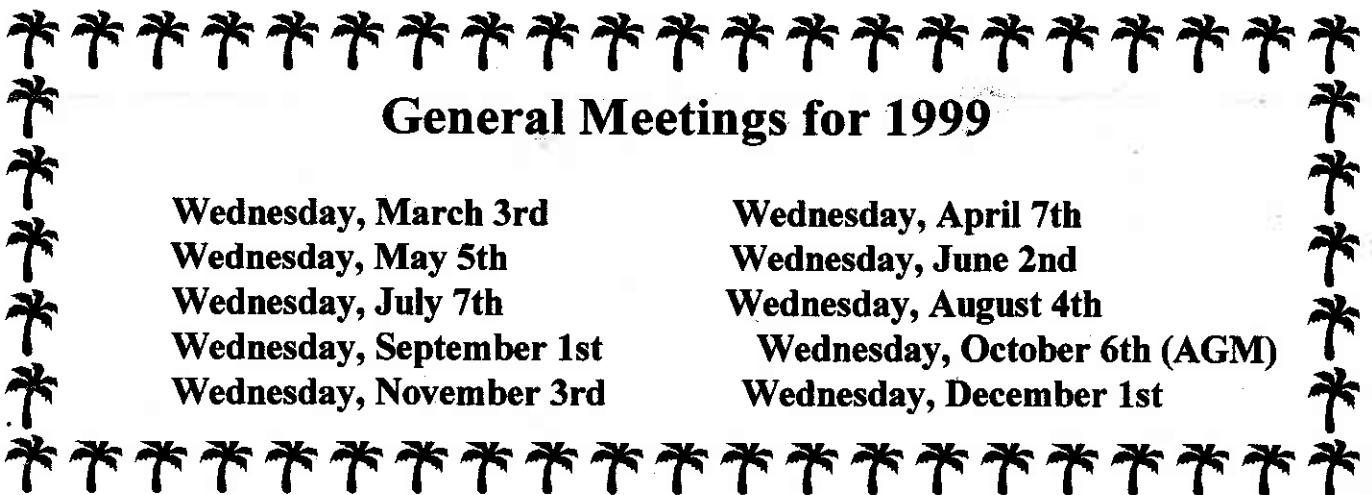 General Meetings for 1999
Wednesday, March 3rd Wednesday, April 7th
Wednesday, May 5th Wednesday, June 2nd
Wednesday, July 7th Wednesday, August 4th
Wednesday, September 1st Wednesday, October 6th (AGM)
Wednesday, November 3rd Wednesday, December 1st